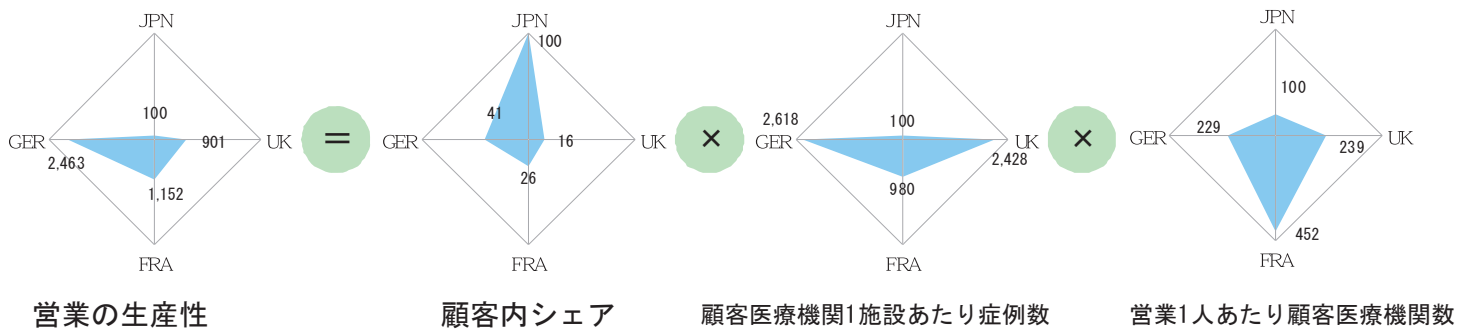 JPN
100
GER
901
UK
2,463
1,152
FRA
営業の生産性
=
JPN
100
41
GER
16
UK
26
FRA
顧客内シェア
×
JPN
2,618
100
GER
UK
2,428
980
FRA
顧客医療機関1施設あたり症例数
×
JPN
100
229
GER
UK
239
452
FRA
営業1人あたり顧客医療機関数